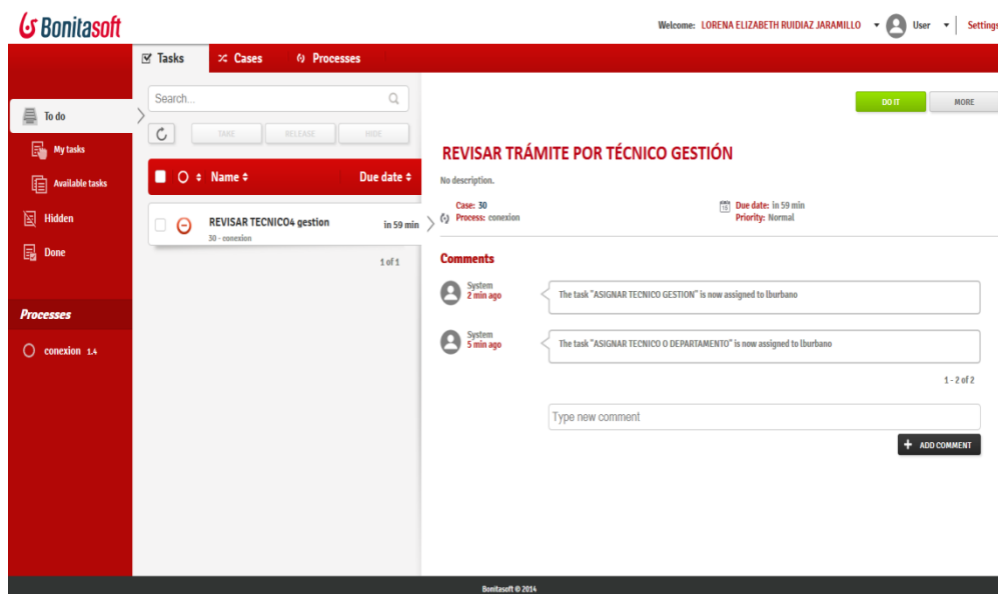 Bonitasoft
Welcome: LORENA ELIZABETH RUIDIAZ JARAMILLO User Settings
Tasks Cases Processes
To do
My tasks
Available tasks
Hidden
Done
Processes
conexion 1.4
Search...
TAKE RELEASE HIDE
Name Due date
REVISAR TECNICO4 gestion in 59 min
30 - conexion
1 of 1
DO IT MORE
REVISAR TRÁMITE POR TÉCNICO GESTIÓN
No description.
Case: 30
Process: conexion
Due date: in 59 min
Priority: Normal
Comments
System
2 min ago
The task "ASIGNAR TECNICO GESTION" is now assigned to lburbano
System
5 min ago
The task "ASIGNAR TECNICO O DEPARTAMENTO" is now assigned to lburbano
1 - 2 of 2
Type new comment
+ ADD COMMENT
Bonitasoft © 2014